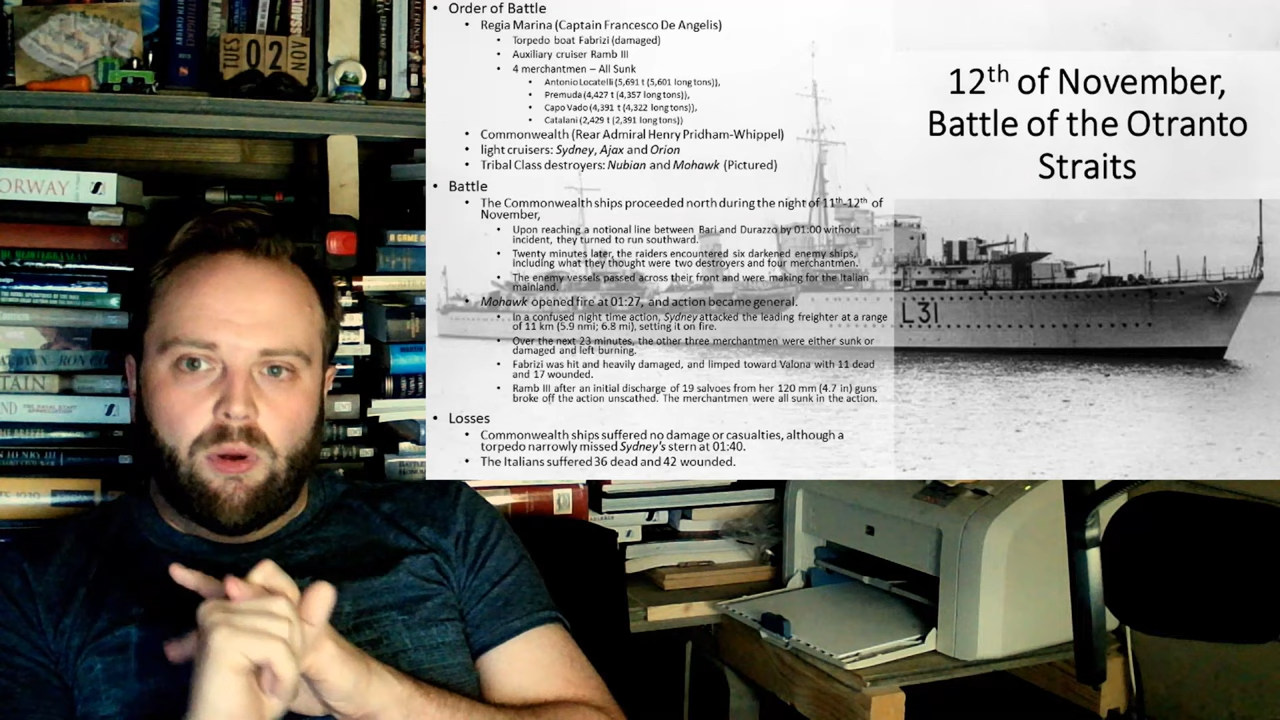 TUES 02 NOV
ORWAY
TAIN
HENRY III
A GAME OF
• Order of Battle
• Regia Marina (Captain Francesco De Angelis)
• Torpedo boat Fabrizi (damaged)
• Auxiliary cruiser Ramb III
• 4 merchantmen – All Sunk
• Antonio Locatelli (5,691 t (5,601 long tons)),
• Premuda (4,427 t (4,357 long tons)),
• Capo Vado (4,391 t (4,322 long tons)),
• Catalani (2,429 t (2,391 long tons))
• Commonwealth (Rear Admiral Henry Pridham-Whippel)
• light cruisers: Sydney, Ajax and Orion
• Tribal Class destroyers: Nubian and Mohawk (Pictured)
• Battle
• The Commonwealth ships proceeded north during the night of 11th-12th of
November,
• Upon reaching a notional line between Bari and Durazzo by 01:00 without
incident, they turned to run southward.
• Twenty minutes later, the raiders encountered six darkened enemy ships,
including what they thought were two destroyers and four merchantmen.
• The enemy vessels passed across their front and were making for the Italian
mainland.
• Mohawk opened fire at 01:27, and action became general.
• In a confused night time action, Sydney attacked the leading freighter at a range
of 11 km (5.9 nmi; 6.8 mi), setting it on fire.
• Over the next 23 minutes, the other three merchantmen were either sunk or
damaged and left burning.
• Fabrizi was hit and heavily damaged, and limped toward Valona with 11 dead
and 17 wounded.
• Ramb III after an initial discharge of 19 salvoes from her 120 mm (4.7 in) guns
broke off the action unscathed. The merchantmen were all sunk in the action.
• Losses
• Commonwealth ships suffered no damage or casualties, although a
torpedo narrowly missed Sydney's stern at 01:40.
• The Italians suffered 36 dead and 42 wounded.
12th of November,
Battle of the Otranto
Straits
L31